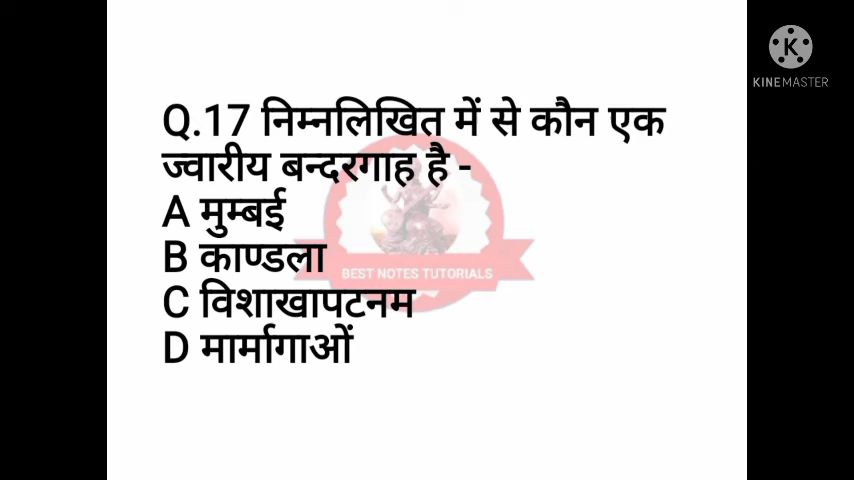 Q.17 निम्नलिखित में से कौन एक
ज्वारीय बन्दरगाह है -
A मुम्बई
B काण्डला
C विशाखापटनम
D मार्मागाओं
BEST NOTES TUTORIALS
K
KINEMASTER